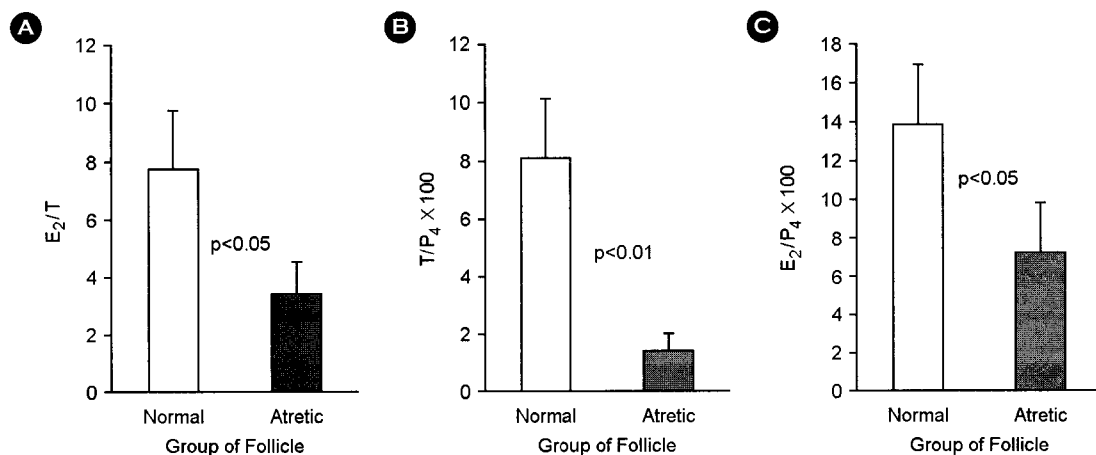 A
12
10
8
6
4
2
0
E₂/T
p<0.05
Normal Atretic
Group of Follicle
B
12
10
8
6
4
2
0
T/P₄ X 100
p<0.01
Normal Atretic
Group of Follicle
C
18
16
14
12
10
8
6
4
2
0
E₂/P₄ X 100
p<0.05
Normal Atretic
Group of Follicle